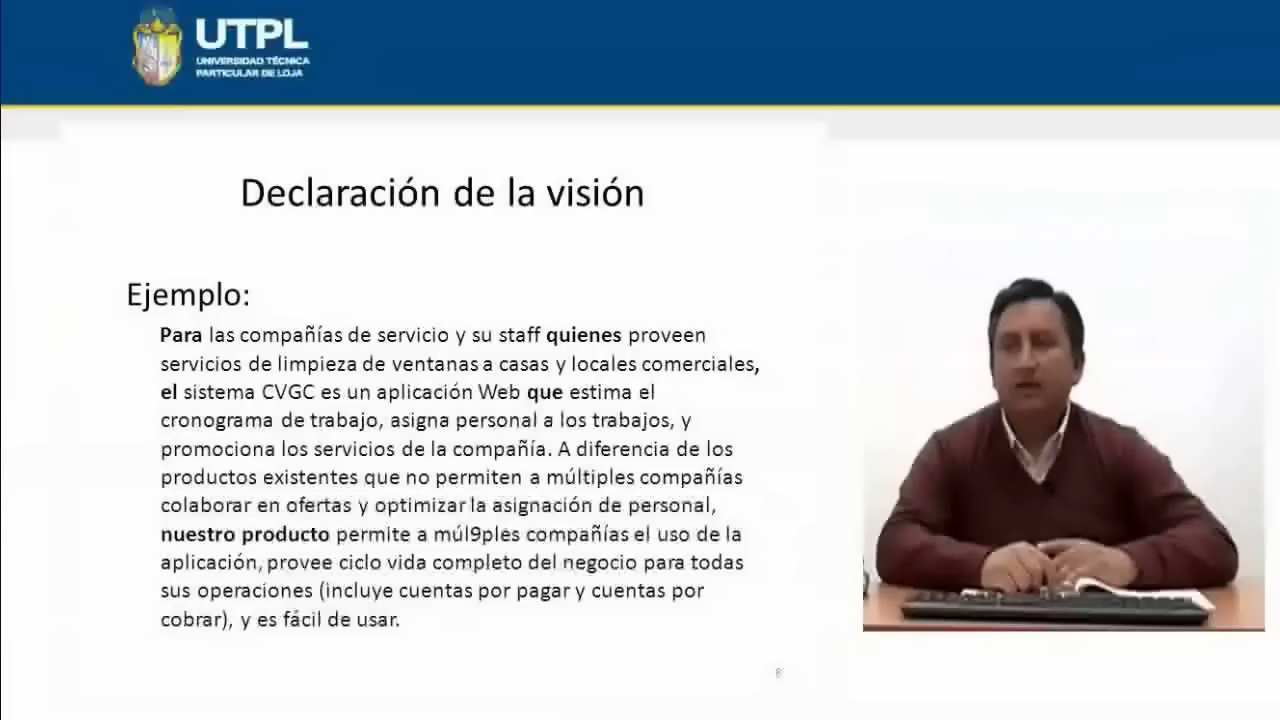 UTPL
UNIVERSIDAD TÉCNICA
PARTICULAR DE LOJA
Declaración de la visión
Ejemplo:
Para las compañías de servicio y su staff quienes proveen
servicios de limpieza de ventanas a casas y locales comerciales,
el sistema CVGC es un aplicación Web que estima el
cronograma de trabajo, asigna personal a los trabajos, y
promociona los servicios de la compañía. A diferencia de los
productos existentes que no permiten a múltiples compañías
colaborar en ofertas y optimizar la asignación de personal,
nuestro producto permite a múl9ples compañías el uso de la
aplicación, provee ciclo vida completo del negocio para todas
sus operaciones (incluye cuentas por pagar y cuentas por
cobrar), y es fácil de usar.